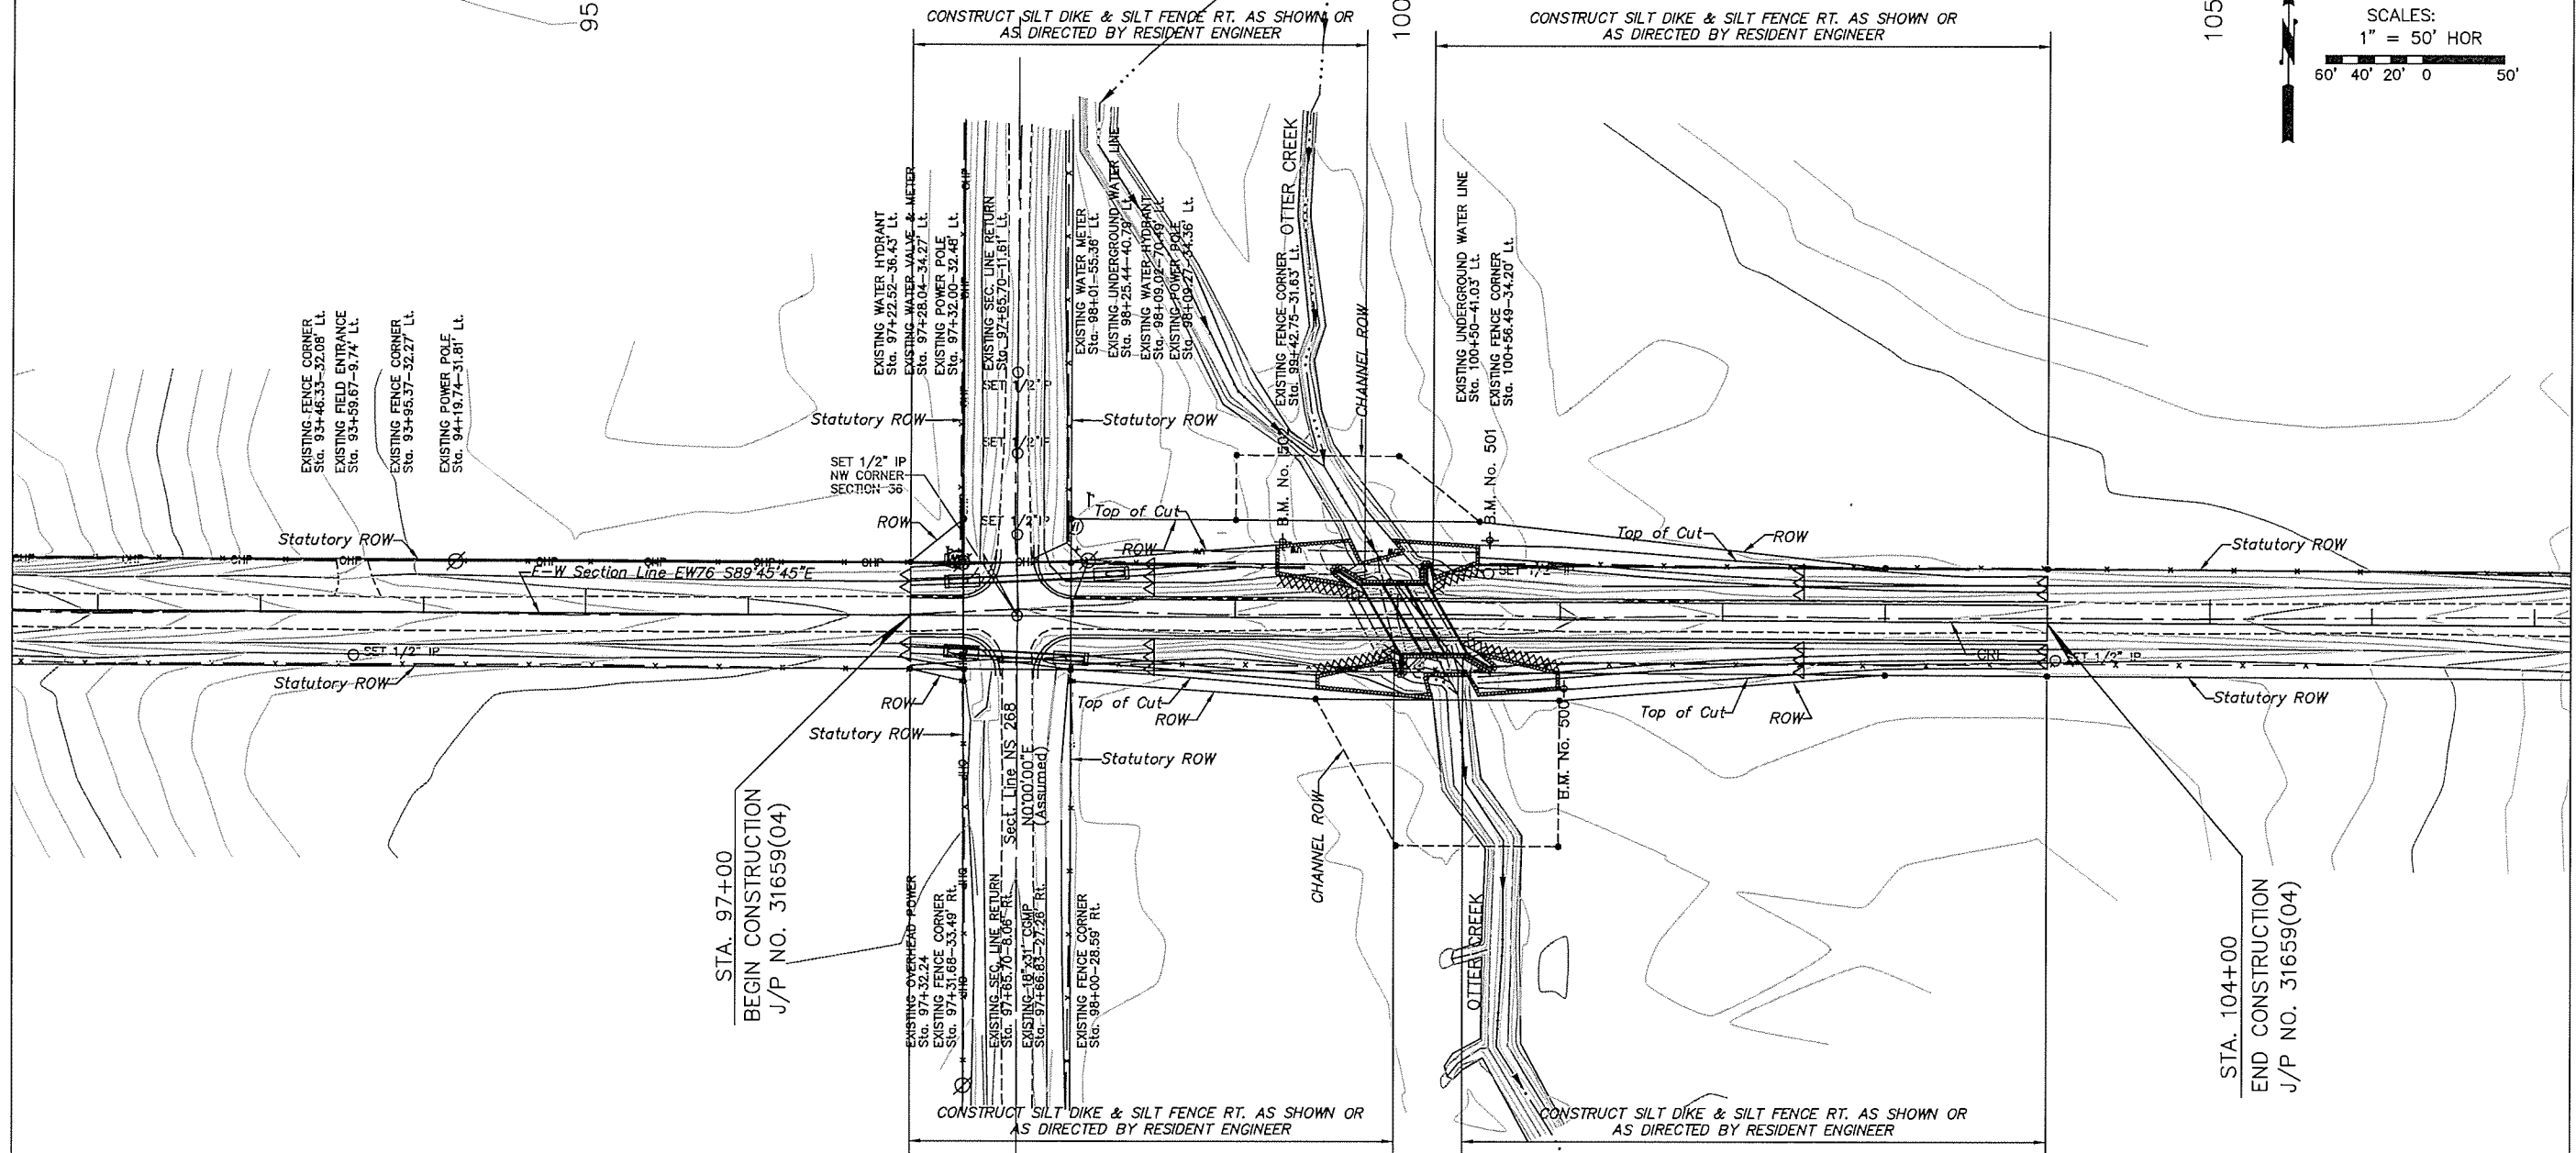 95
CONSTRUCT SILT DIKE & SILT FENCE RT. AS SHOWN OR
AS DIRECTED BY RESIDENT ENGINEER
100
CONSTRUCT SILT DIKE & SILT FENCE RT. AS SHOWN OR
AS DIRECTED BY RESIDENT ENGINEER
105
SCALES:
1" = 50' HOR
60' 40' 20' 0 50'
N
EXISTING FENCE CORNER
Sta. 93+46.33-32.08' Lt.
EXISTING FIELD ENTRANCE
Sta. 93+59.67-9.74' Lt.
EXISTING FENCE CORNER
Sta. 93+95.37-32.27' Lt.
EXISTING POWER POLE
Sta. 94+19.74-31.81' Lt.
EXISTING WATER HYDRANT
Sta. 97+22.52-36.43' Lt.
EXISTING WATER VALVE & METER
Sta. 97+28.04-34.27' Lt.
EXISTING POWER POLE
Sta. 97+32.00-32.48' Lt.
EXISTING SEC. LINE RETURN
Sta. 97+65.70-11.61' Lt.
EXISTING WATER METER
Sta. 98+01-55.36' Lt.
EXISTING UNDERGROUND WATER LINE
Sta. 98+25.44-40.79' Lt.
EXISTING WATER HYDRANT
Sta. 98+09.02-70.49' Lt.
EXISTING POWER POLE
Sta. 98+09.27-34.36' Lt.
EXISTING FENCE CORNER
Sta. 99+42.75-31.63' Lt.
OTTER CREEK
CHANNEL ROW
EXISTING UNDERGROUND WATER LINE
Sta. 100+50-41.03' Lt.
EXISTING FENCE CORNER
Sta. 100+56.49-34.20' Lt.
SET 1/2" IP
Statutory ROW
Statutory ROW
SET 1/2" IP
SET 1/2" IP
NW CORNER
SECTION 36
B.M. No. 502
B.M. No. 501
ROW
SET 1/2" IP
Top of Cut
ROW
Top of Cut
ROW
Statutory ROW
Statutory ROW
OHP OHP OHP OHP OHP OHP OHP OHP OHP
E-W Section Line EW76 S89°45'45"E
SET 1/2" IP
SET 1/2" IP
CRL
SET 1/2" IP
Statutory ROW
ROW
Top of Cut
ROW
Top of Cut
ROW
Statutory ROW
Statutory ROW
Statutory ROW
Sect. Line NS 268
N0°00'00"E
(Assumed)
B.M. No. 500
CHANNEL ROW
STA. 97+00
BEGIN CONSTRUCTION
J/P NO. 31659(04)
EXISTING OVERHEAD POWER
Sta. 97+32.24
EXISTING FENCE CORNER
Sta. 97+31.68-33.49' Rt.
EXISTING SEC. LINE RETURN
Sta. 97+65.70-8.06' Rt.
EXISTING 18"x31' CGMP
Sta. 97+66.83-27.26' Rt.
EXISTING FENCE CORNER
Sta. 98+00-28.59' Rt.
OTTER CREEK
STA. 104+00
END CONSTRUCTION
J/P NO. 31659(04)
CONSTRUCT SILT DIKE & SILT FENCE RT. AS SHOWN OR
AS DIRECTED BY RESIDENT ENGINEER
CONSTRUCT SILT DIKE & SILT FENCE RT. AS SHOWN OR
AS DIRECTED BY RESIDENT ENGINEER